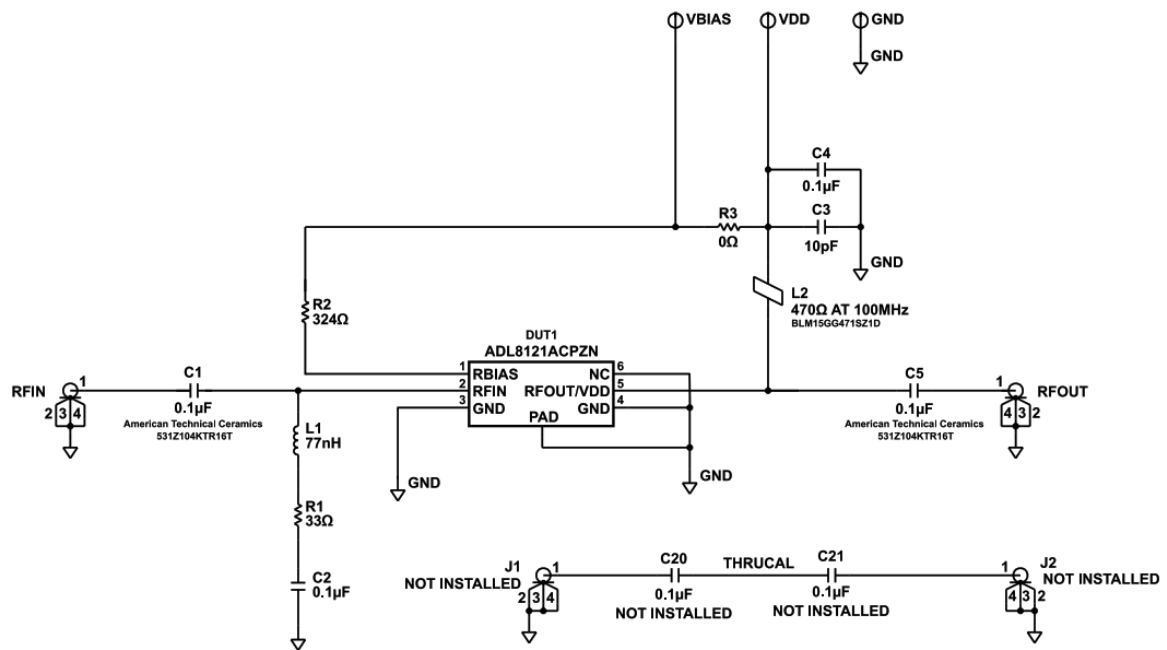 VBIAS
VDD
GND
GND
C4
0.1µF
R3
C3
0Ω
10pF
GND
R2
324Ω
L2
470Ω AT 100MHz
BLM15GG471SZ1D
DUT1
ADL8121ACPZN
1 RBIAS NC 6
2 RFIN RFOUT/VDD 5
3 GND GND 4
PAD
RFIN
1
2 3 4
C1
0.1µF
American Technical Ceramics
531Z104KTR16T
C5
0.1µF
American Technical Ceramics
531Z104KTR16T
1
RFOUT
4 3 2
L1
77nH
GND
GND
R1
33Ω
C2
0.1µF
J1
1
NOT INSTALLED
2 3 4
C20
0.1µF
NOT INSTALLED
THRUCAL
C21
0.1µF
NOT INSTALLED
1
J2
NOT INSTALLED
4 3 2